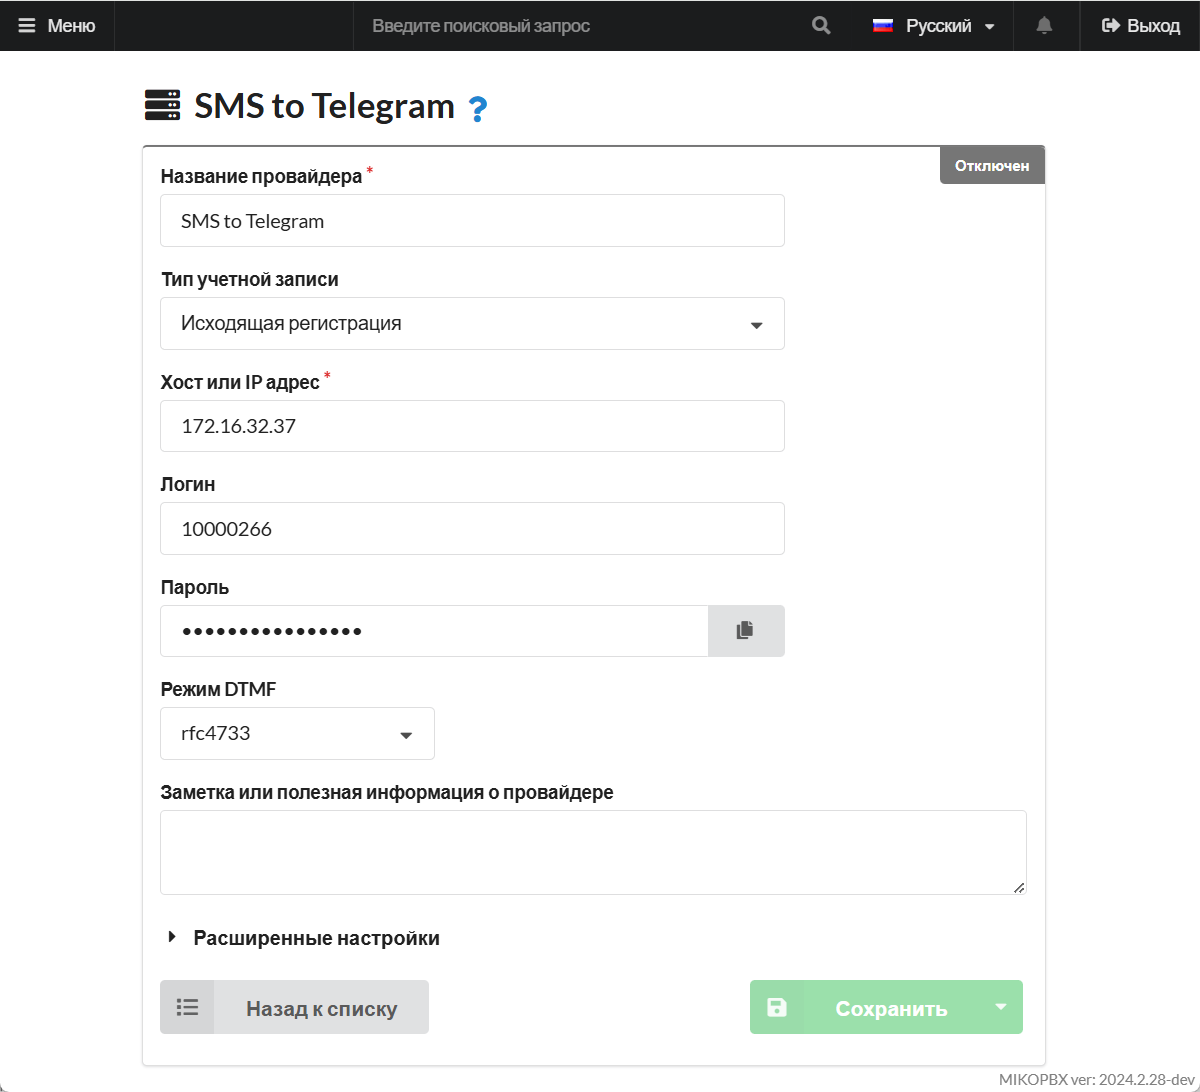 Меню
Введите поисковый запрос
Русский
Выход
SMS to Telegram ?
Отключен
Название провайдера *
SMS to Telegram
Тип учетной записи
Исходящая регистрация
Хост или IP адрес *
172.16.32.37
Логин
10000266
Пароль
••••••••••••••••
Режим DTMF
rfc4733
Заметка или полезная информация о провайдере
Расширенные настройки
Назад к списку
Сохранить
MIKOPBX ver: 2024.2.28-dev